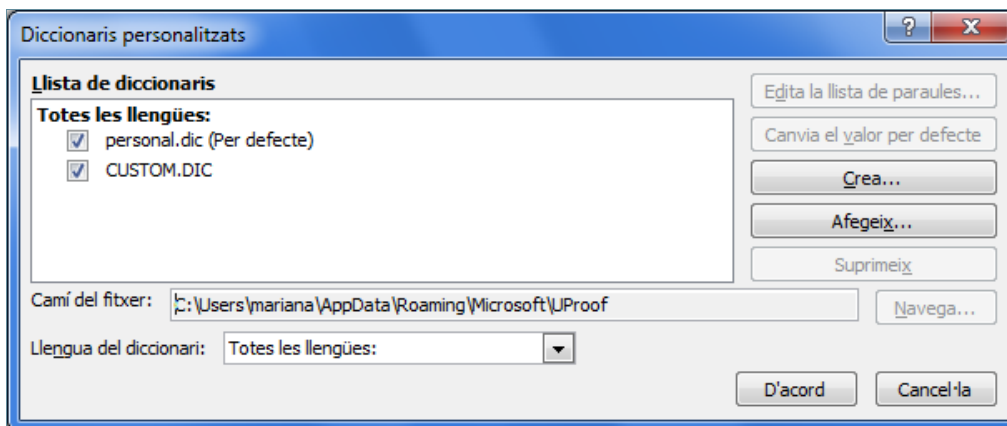 Diccionaris personalitzats
Llista de diccionaris
Totes les llengües:
personal.dic (Per defecte)
CUSTOM.DIC
Edita la llista de paraules...
Canvia el valor per defecte
Crea...
Afegeix...
Suprimeix
Camí del fitxer: C:\Users\mariana\AppData\Roaming\Microsoft\UProof
Navega...
Llengua del diccionari: Totes les llengües:
D'acord
Cancel·la